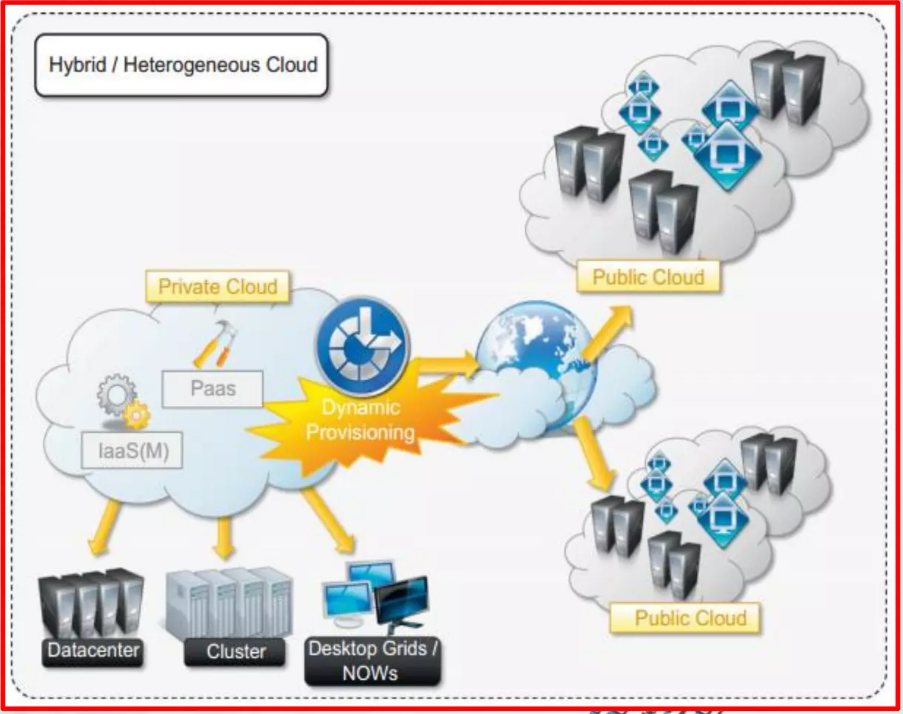 Hybrid / Heterogeneous Cloud
Public Cloud
Private Cloud
Paas
Dynamic
Provisioning
IaaS(M)
Public Cloud
Datacenter
Cluster
Desktop Grids /
NOWs